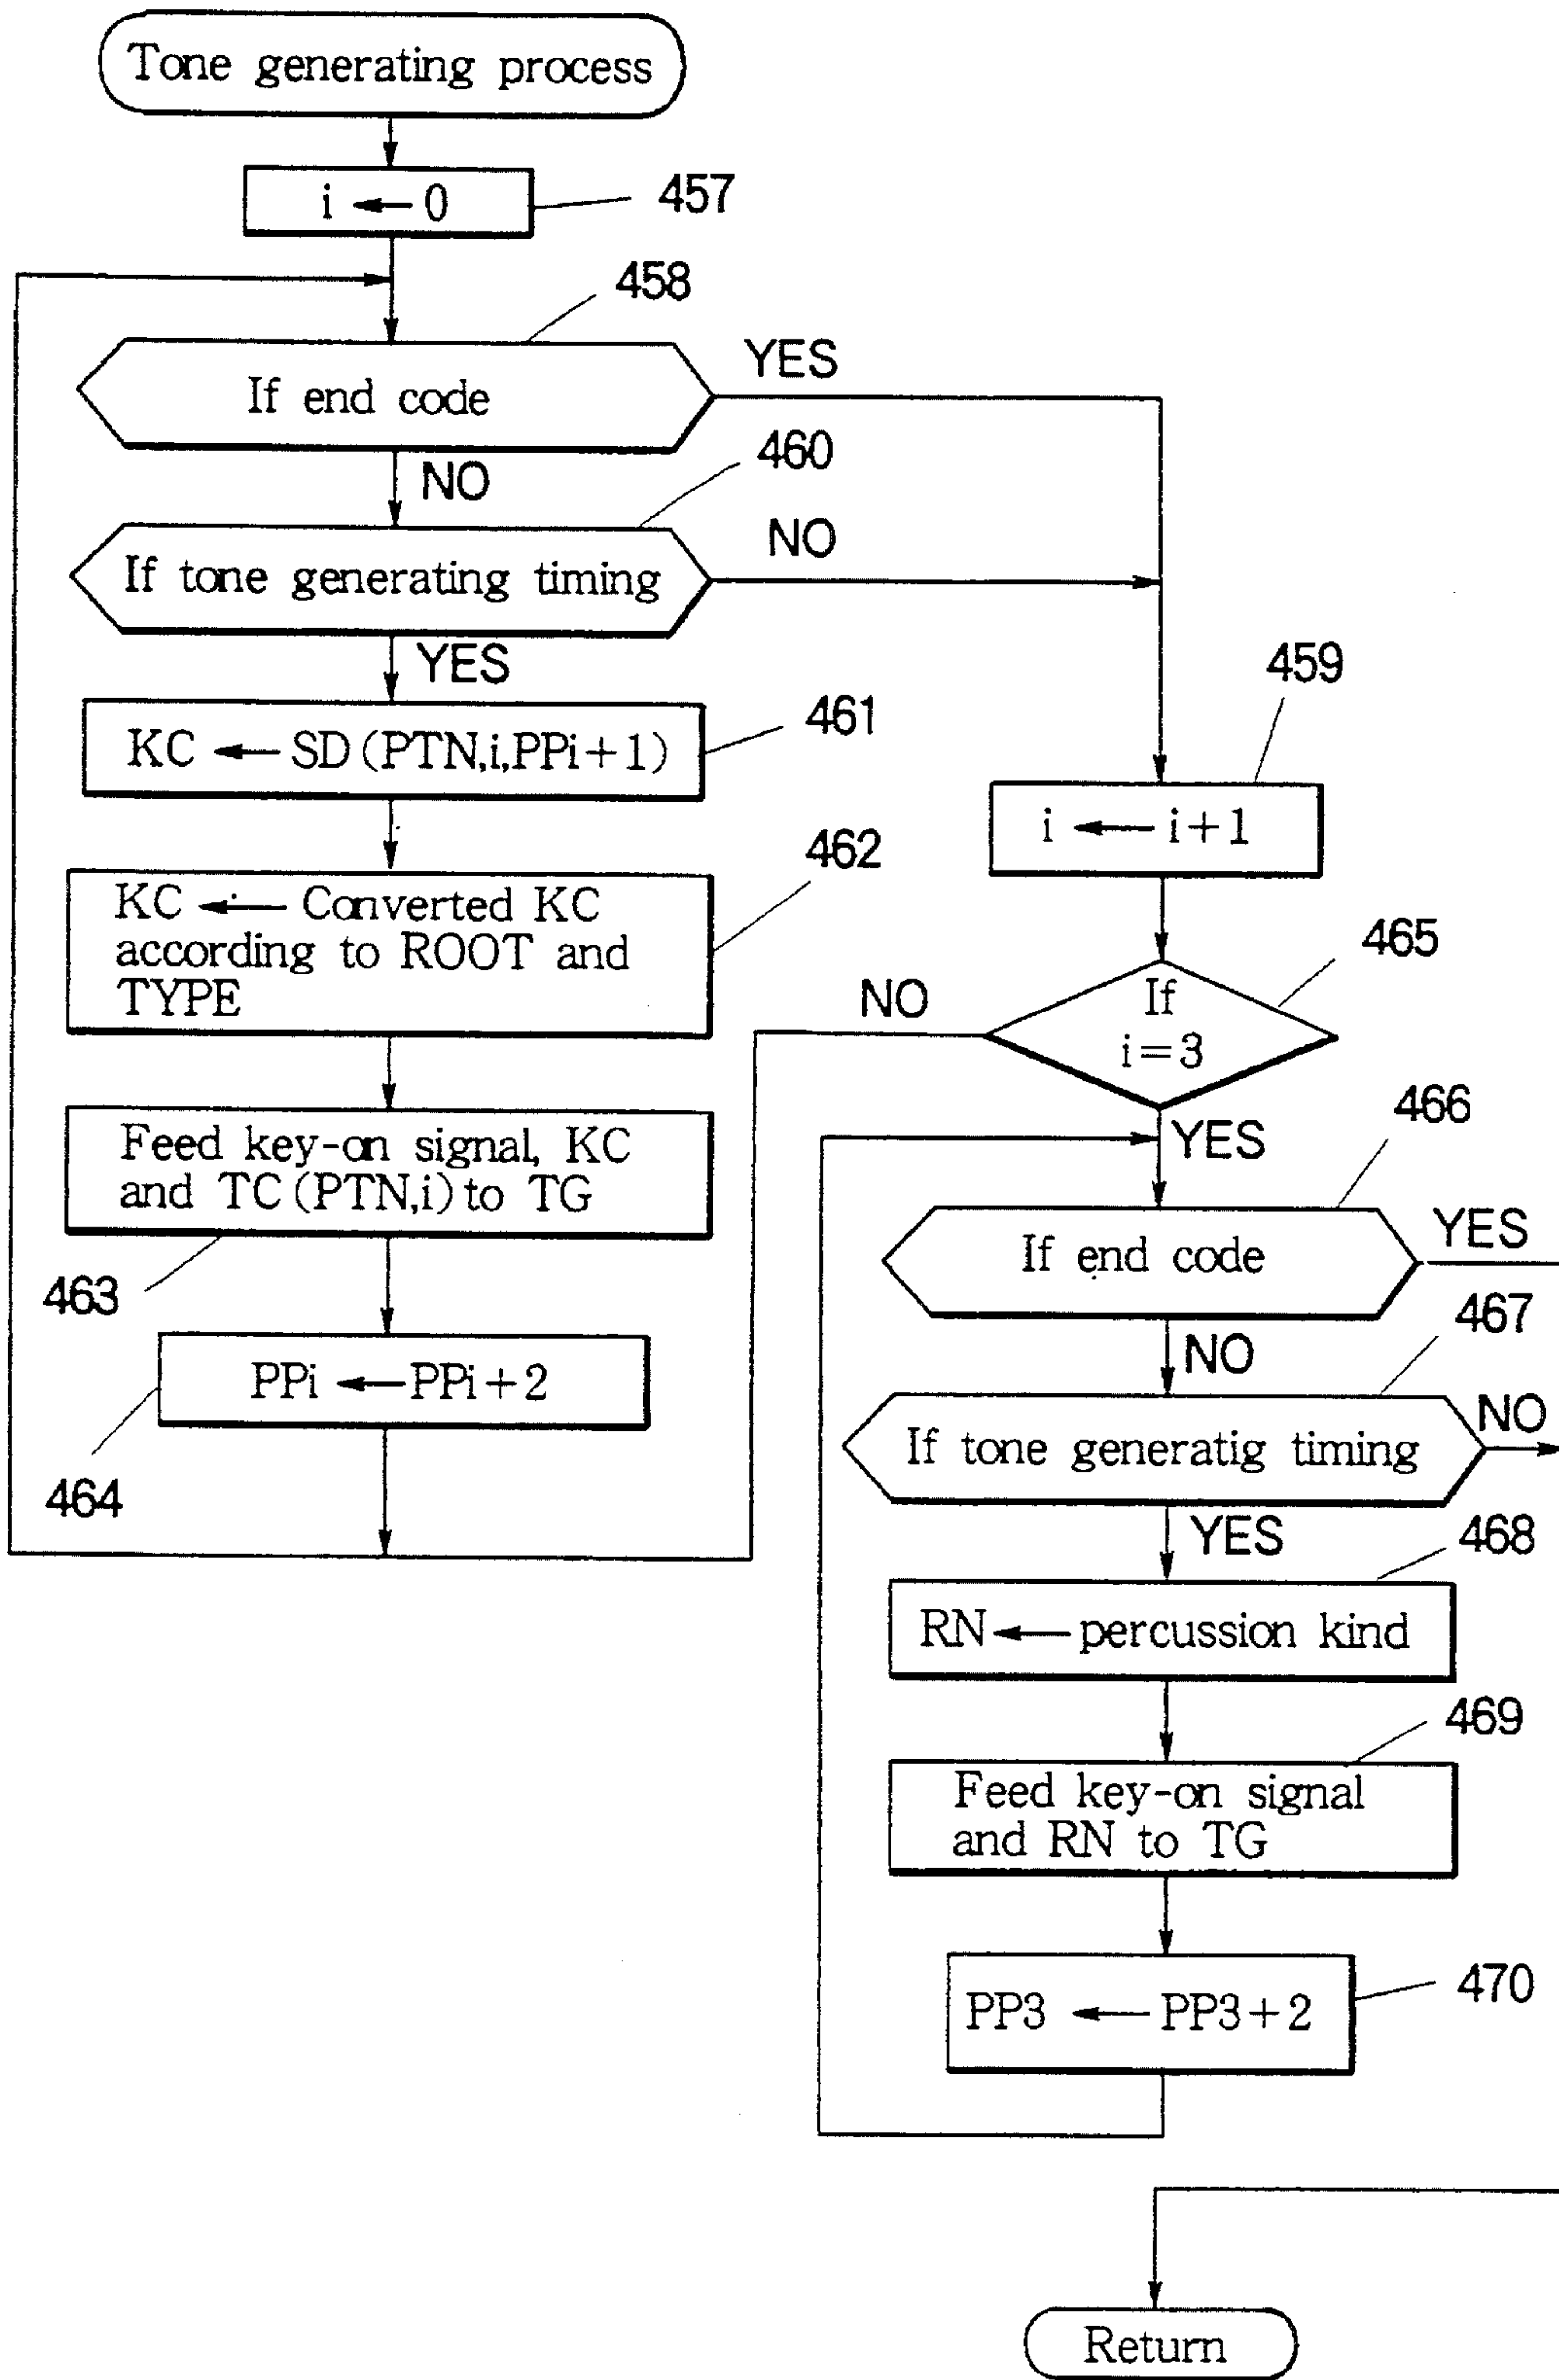 Tone generating process
i ← 0
457
458
If end code
YES
NO
460
If tone generating timing
NO
YES
KC ← SD(PTN,i,PPi+1)
461
462
KC ← Converted KC
according to ROOT and
TYPE
Feed key-on signal, KC
and TC(PTN,i) to TG
463
PPi ← PPi+2
464
459
i ← i+1
465
If
i=3
NO
YES
466
If end code
YES
NO
467
If tone generatig timing
NO
YES
468
RN ← percussion kind
469
Feed key-on signal
and RN to TG
PP3 ← PP3+2
470
Return